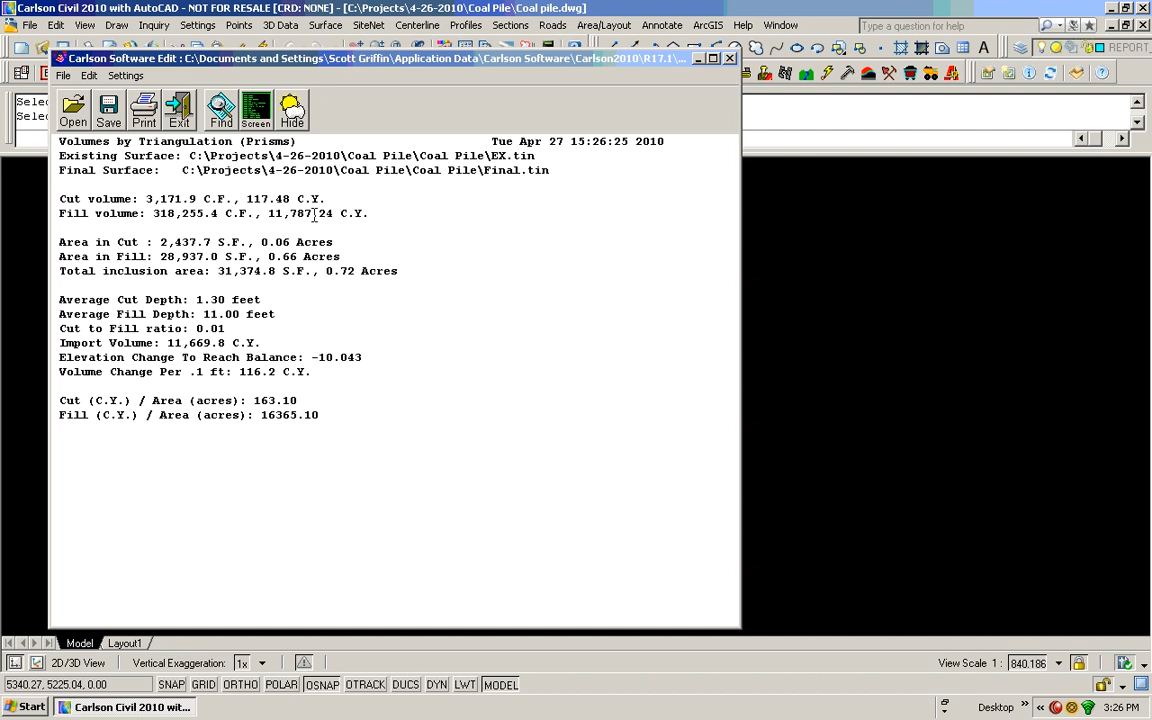 Carlson Civil 2010 with AutoCAD - NOT FOR RESALE [CRD: NONE] - [C:\Projects\4-26-2010\Coal Pile\Coal pile.dwg]
File Edit View Draw Inquiry Settings Points 3D Data Surface SiteNet Centerline Profiles Sections Roads Area/Layout Annotate ArcGIS Help Window
Type a question for help
REPORT_
Carlson Software Edit : C:\Documents and Settings\Scott Griffin\Application Data\Carlson Software\Carlson2010\R17.1\...
File Edit Settings
Selec
Selec
Open Save Print Exit Find Screen Hide
Volumes by Triangulation (Prisms) Tue Apr 27 15:26:25 2010
Existing Surface: C:\Projects\4-26-2010\Coal Pile\Coal Pile\EX.tin
Final Surface: C:\Projects\4-26-2010\Coal Pile\Coal Pile\Final.tin
Cut volume: 3,171.9 C.F., 117.48 C.Y.
Fill volume: 318,255.4 C.F., 11,787.24 C.Y.
Area in Cut : 2,437.7 S.F., 0.06 Acres
Area in Fill: 28,937.0 S.F., 0.66 Acres
Total inclusion area: 31,374.8 S.F., 0.72 Acres
Average Cut Depth: 1.30 feet
Average Fill Depth: 11.00 feet
Cut to Fill ratio: 0.01
Import Volume: 11,669.8 C.Y.
Elevation Change To Reach Balance: -10.043
Volume Change Per .1 ft: 116.2 C.Y.
Cut (C.Y.) / Area (acres): 163.10
Fill (C.Y.) / Area (acres): 16365.10
Model Layout1
2D/3D View Vertical Exaggeration: 1x View Scale 1 : 840.186
5340.27, 5225.04, 0.00 SNAP GRID ORTHO POLAR OSNAP OTRACK DUCS DYN LWT MODEL
Start Carlson Civil 2010 wit... Desktop » « 3:26 PM